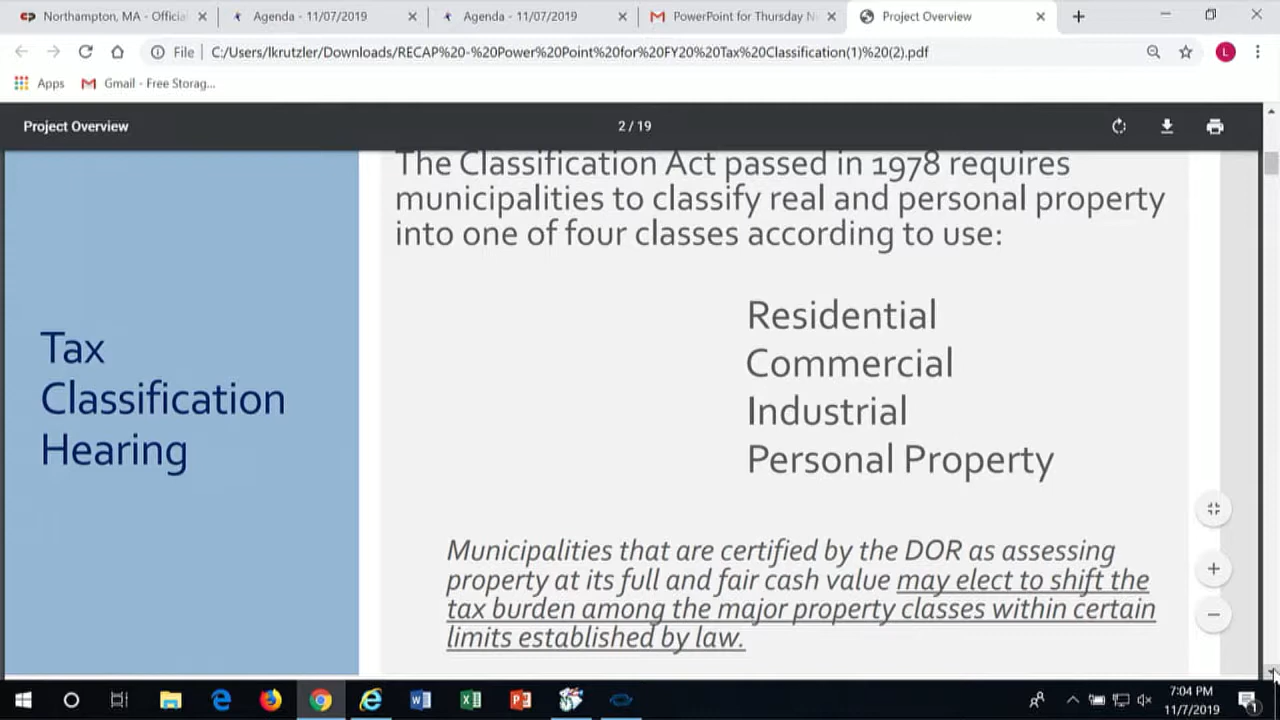 Northampton, MA - Official
Agenda - 11/07/2019
Agenda - 11/07/2019
PowerPoint for Thursday N
Project Overview
File
C:/Users/lkrutzler/Downloads/RECAP%20-%20Power%20Point%20for%20FY20%20Tax%20Classification(1)%20(2).pdf
L
Apps
Gmail - Free Storag...
Project Overview
2 / 19
The Classification Act passed in 1978 requires
municipalities to classify real and personal property
into one of four classes according to use:
Tax
Classification
Hearing
Residential
Commercial
Industrial
Personal Property
Municipalities that are certified by the DOR as assessing
property at its full and fair cash value may elect to shift the
tax burden among the major property classes within certain
limits established by law.
7:04 PM
11/7/2019
1